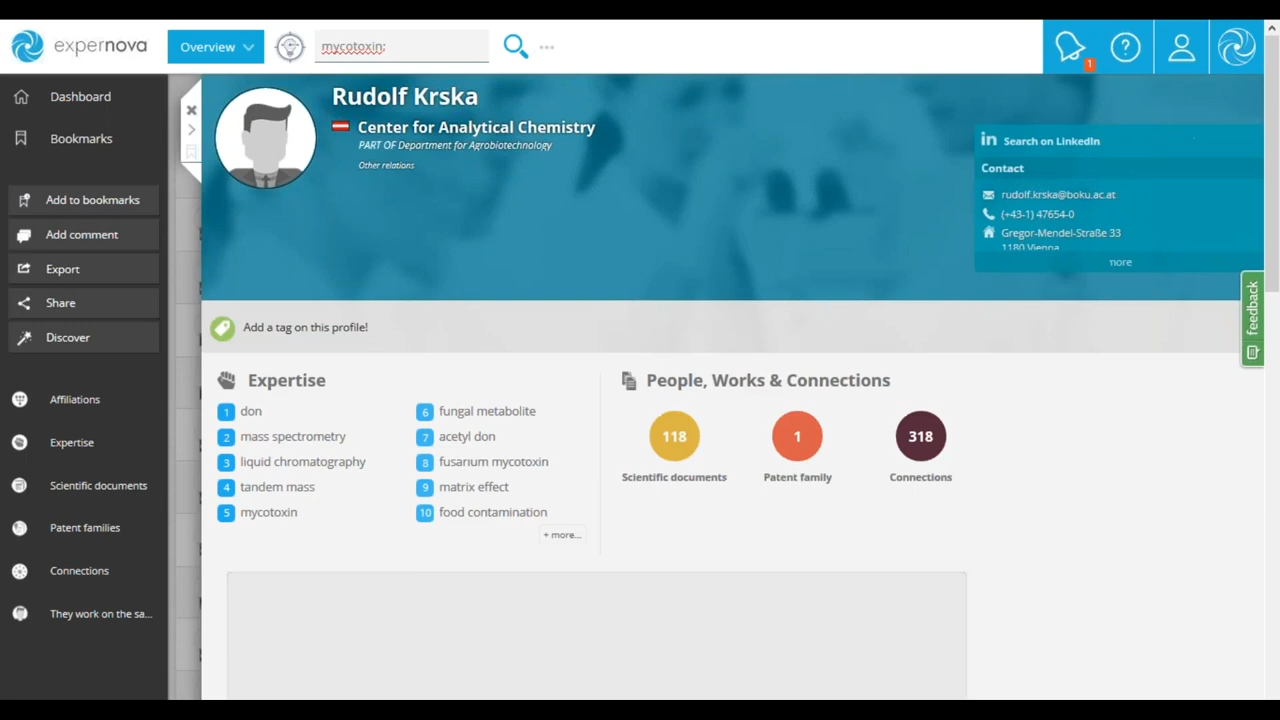 expernova
Overview
mycotoxin;
1
Dashboard
Bookmarks
Add to bookmarks
Add comment
Export
Share
Discover
Affiliations
Expertise
Scientific documents
Patent families
Connections
They work on the sa...
Rudolf Krska
Center for Analytical Chemistry
PART OF Department for Agrobiotechnology
Other relations
in Search on LinkedIn
Contact
rudolf.krska@boku.ac.at
(+43-1) 47654-0
Gregor-Mendel-Straße 33
1180 Vienna
more
feedback
Add a tag on this profile!
Expertise
1 don
2 mass spectrometry
3 liquid chromatography
4 tandem mass
5 mycotoxin
6 fungal metabolite
7 acetyl don
8 fusarium mycotoxin
9 matrix effect
10 food contamination
+ more...
People, Works & Connections
118
Scientific documents
1
Patent family
318
Connections